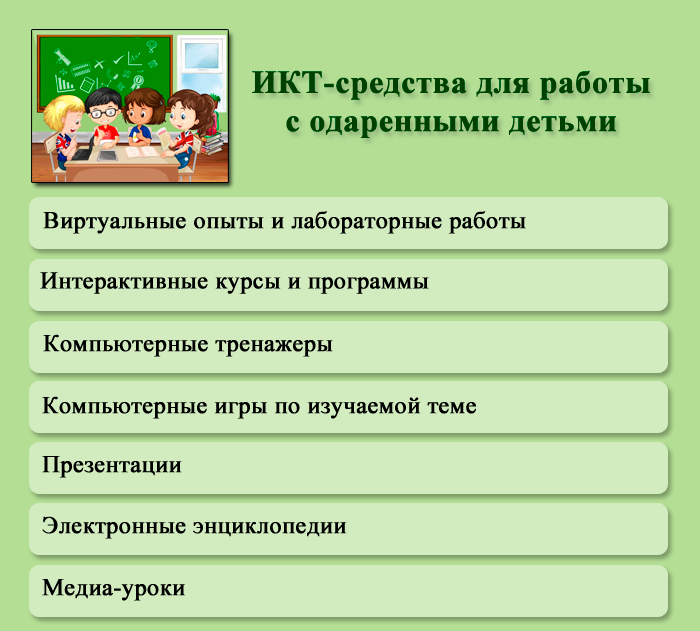 ИКТ-средства для работы
с одаренными детьми
Виртуальные опыты и лабораторные работы
Интерактивные курсы и программы
Компьютерные тренажеры
Компьютерные игры по изучаемой теме
Презентации
Электронные энциклопедии
Медиа-уроки